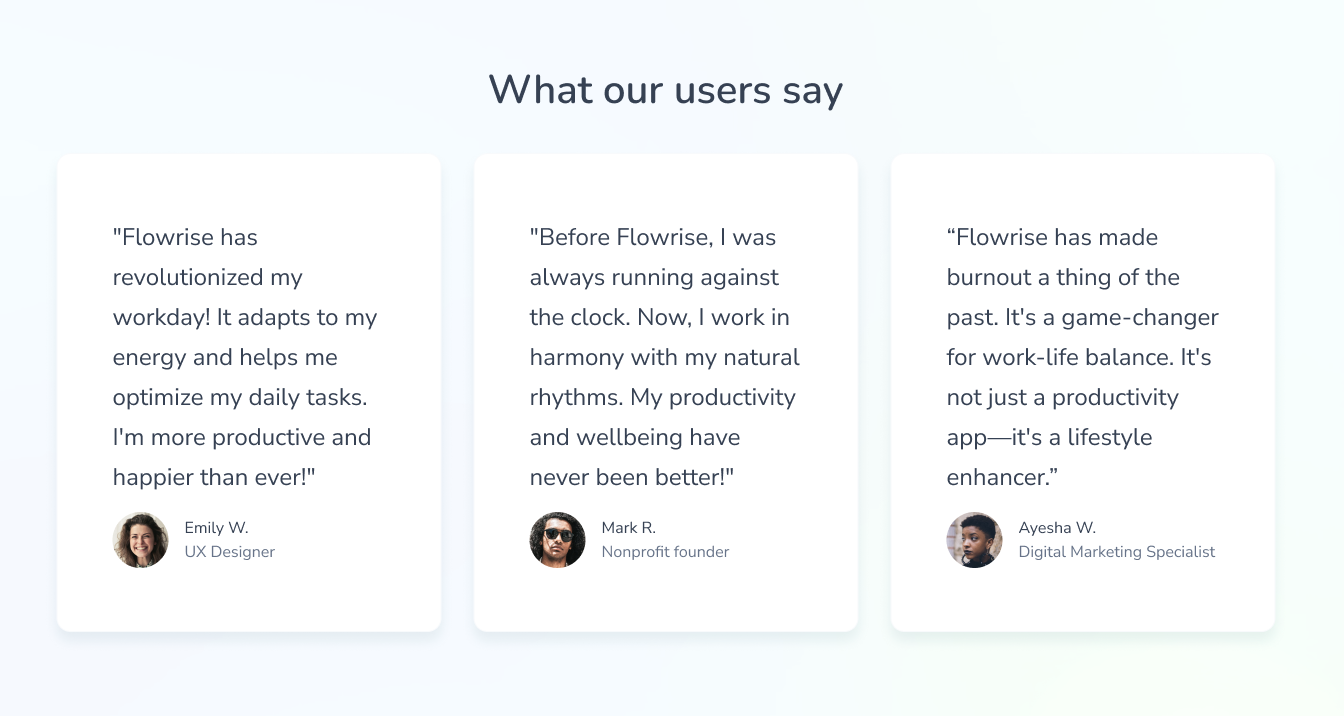 What our users say
"Flowrise has
revolutionized my
workday! It adapts to my
energy and helps me
optimize my daily tasks.
I'm more productive and
happier than ever!"
Emily W.
UX Designer
"Before Flowrise, I was
always running against
the clock. Now, I work in
harmony with my natural
rhythms. My productivity
and wellbeing have
never been better!"
Mark R.
Nonprofit founder
“Flowrise has made
burnout a thing of the
past. It's a game-changer
for work-life balance. It's
not just a productivity
app—it's a lifestyle
enhancer.”
Ayesha W.
Digital Marketing Specialist